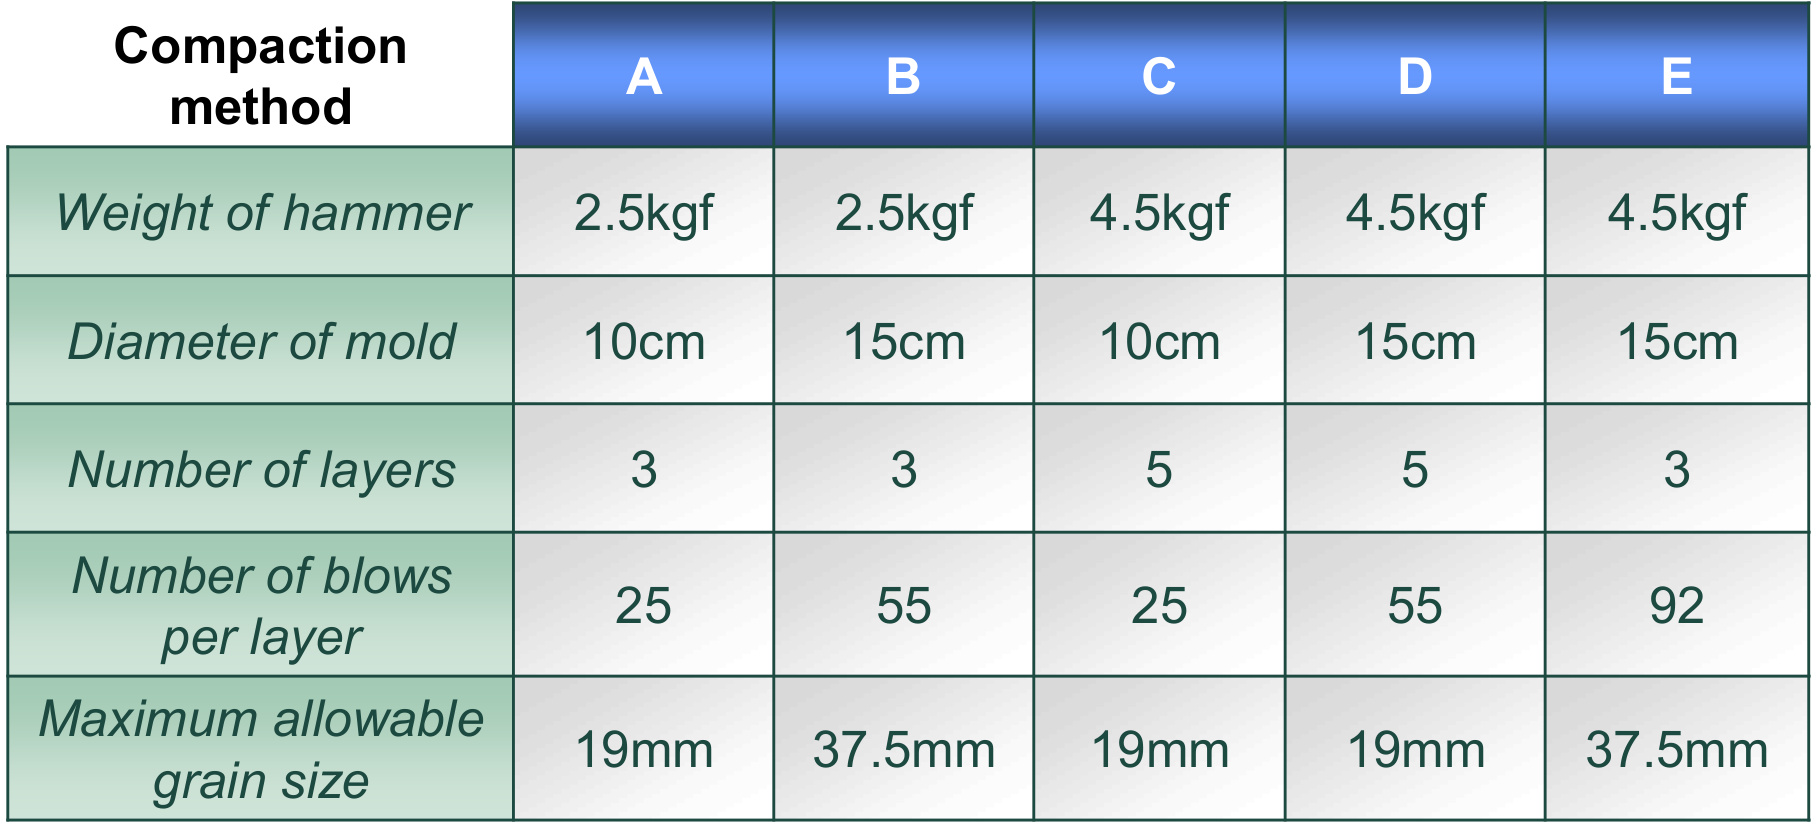 Compaction
method
A B C D E
Weight of hammer 2.5kgf 2.5kgf 4.5kgf 4.5kgf 4.5kgf
Diameter of mold 10cm 15cm 10cm 15cm 15cm
Number of layers 3 3 5 5 3
Number of blows
per layer
25 55 25 55 92
Maximum allowable
grain size
19mm 37.5mm 19mm 19mm 37.5mm